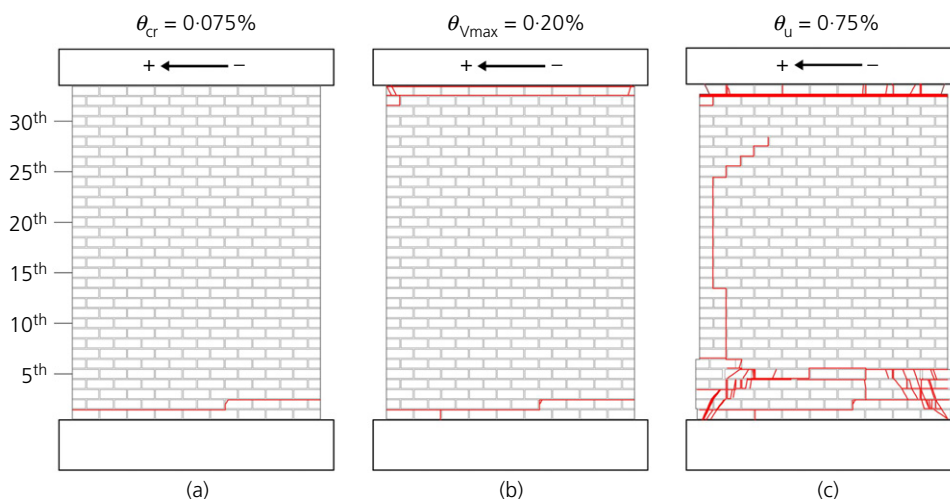 θcr = 0·075%
θVmax = 0·20%
θu = 0·75%
+ −
+ −
+ −
30th
25th
20th
15th
10th
5th
(a)
(b)
(c)